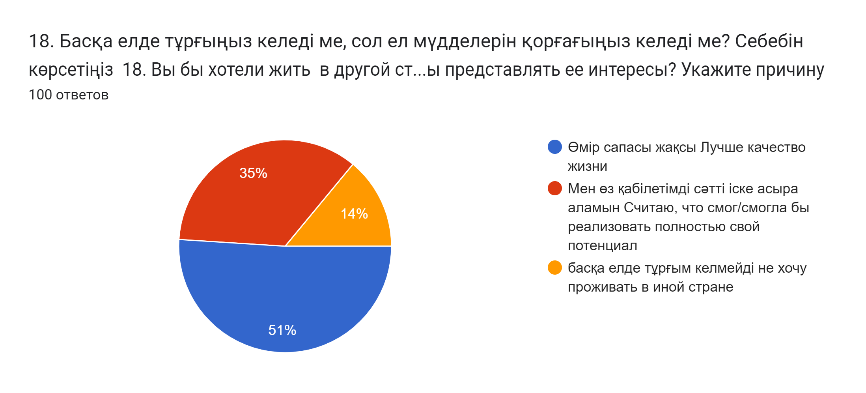 18. Басқа елде тұрғыңыз келеді ме, сол ел мүдделерін қорғағыңыз келеді ме? Себебін
көрсетіңіз  18. Вы бы хотели жить  в другой ст...ы представлять ее интересы? Укажите причину
100 ответов
Өмір сапасы жақсы Лучше качество
жизни
Мен өз қабілетімді сәтті іске асыра
аламын Считаю, что смог/смогла бы
реализовать полностью свой
потенциал
басқа елде тұрғым келмейді не хочу
проживать в иной стране
35%
14%
51%